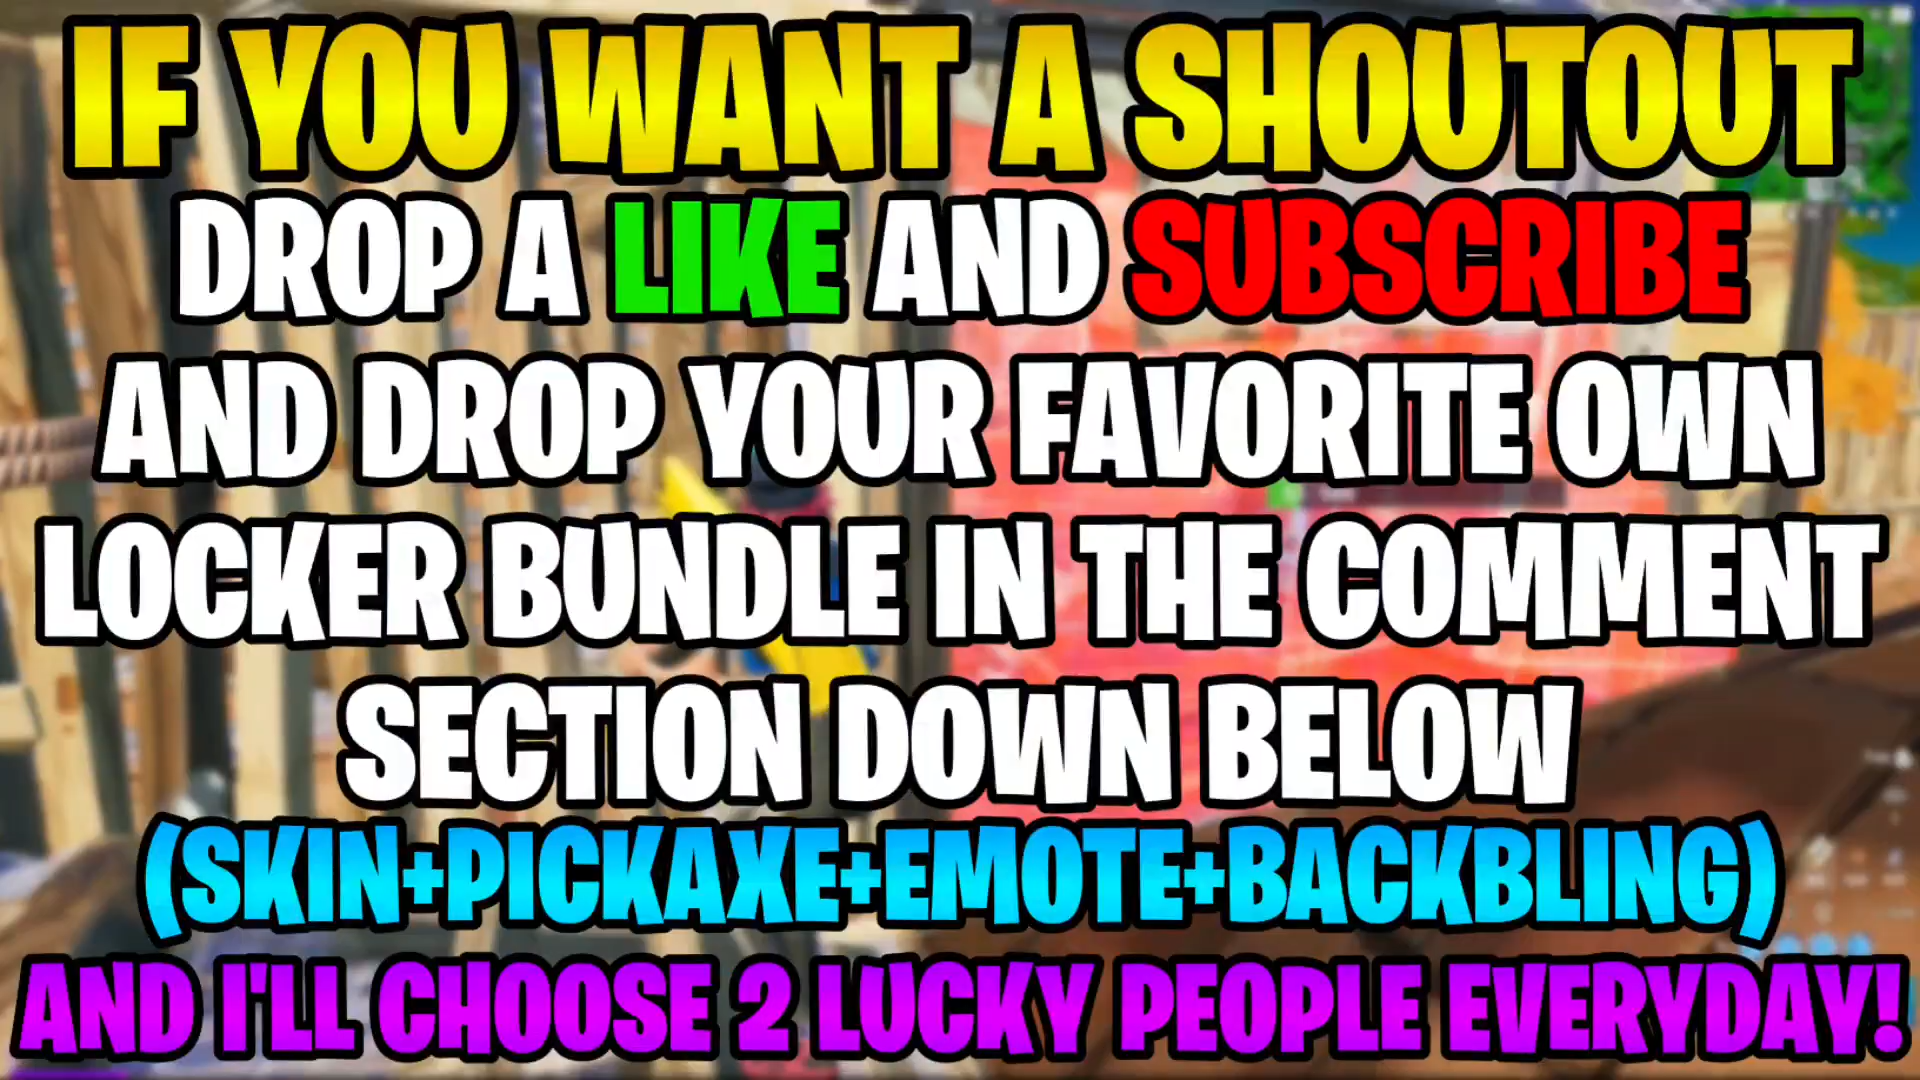 IF YOU WANT A SHOUTOUT
DROP A LIKE AND SUBSCRIBE
AND DROP YOUR FAVORITE OWN
LOCKER BUNDLE IN THE COMMENT
SECTION DOWN BELOW
(SKIN+PICKAXE+EMOTE+BACKBLING)
AND I'LL CHOOSE 2 LUCKY PEOPLE EVERYDAY!